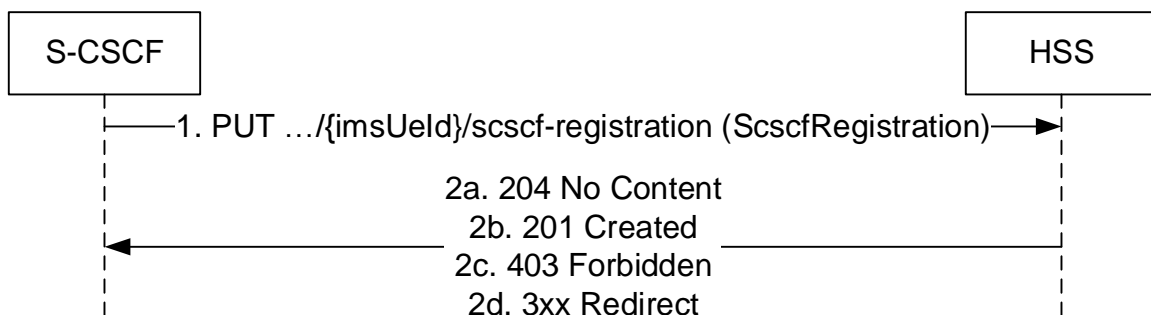 S-CSCF
HSS
1. PUT …/{imsUeId}/scscf-registration (ScscfRegistration)
2a. 204 No Content
2b. 201 Created
2c. 403 Forbidden
2d. 3xx Redirect